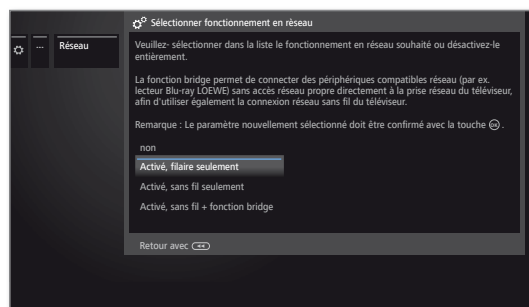 Sélectionner fonctionnement en rèseau
... Réseau
Veuillez- sélectionner dans la liste le fonctionnement en réseau souhaité ou désactivez-le
entièrement.
La fonction bridge permet de connecter des périphériques compatibles réseau (par ex.
lecteur Blu-ray LOEWE) sans accès réseau propre directement à la prise réseau du téléviseur,
afin d'utiliser également la connexion réseau sans fil du téléviseur.
Remarque : Le paramètre nouvellement sélectionné doit être confirmé avec la touche OK .
non
Activé, filaire seulement
Activé, sans fil seulement
Activé, sans fil + fonction bridge
Retour avec